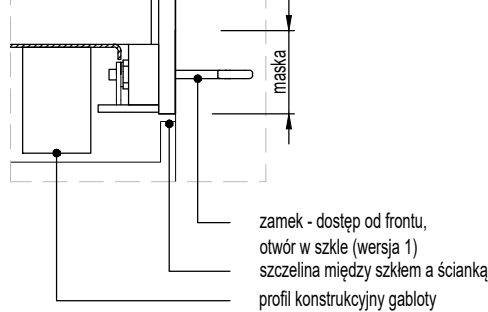 maska
zamek - dostęp od frontu,
otwór w szkle (wersja 1)
szczelina między szkłem a ścianką
profil konstrukcyjny gabloty